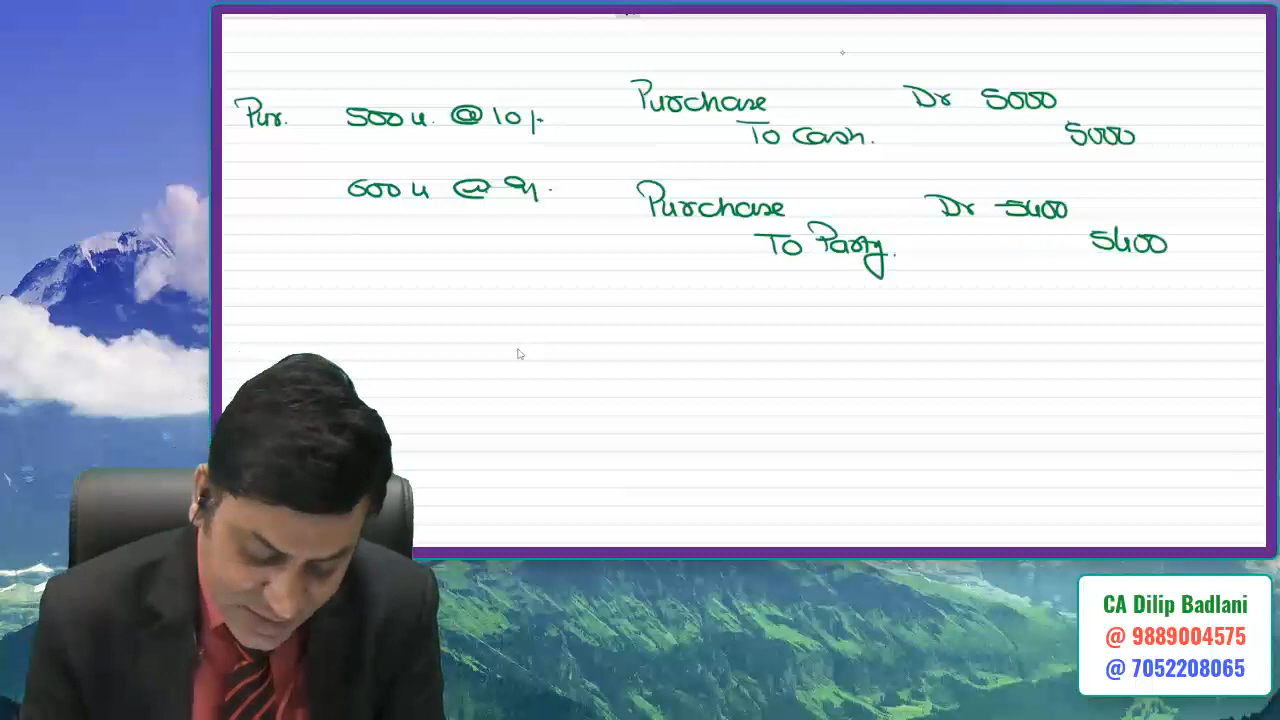 Pur. 500 u. @ 10/-
Purchase Dr 5000
To Cash. 5000
600 u @ 9/-
Purchase Dr 5400
To Party. 5400
CA Dilip Badlani
@ 9889004575
@ 7052208065